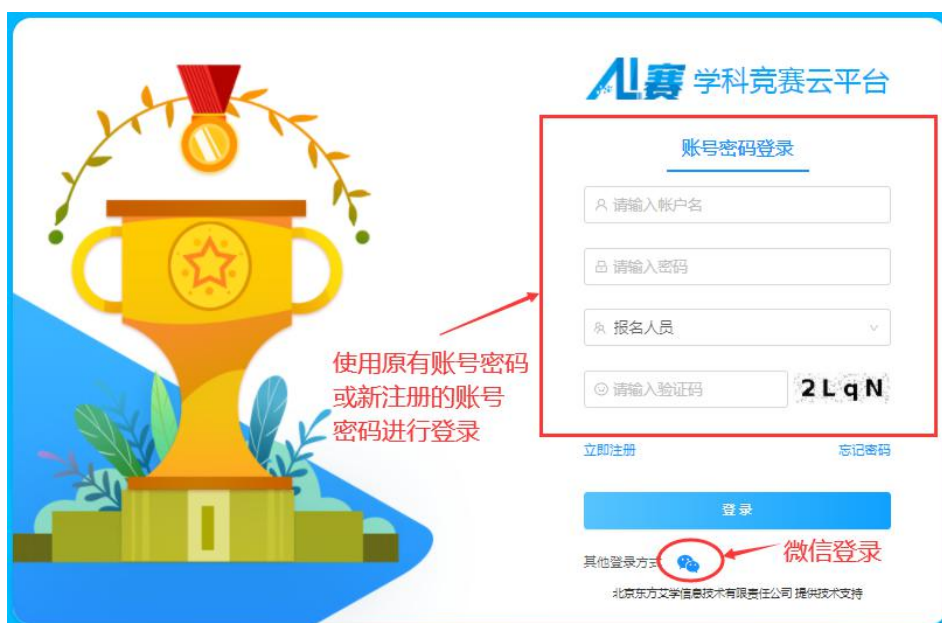 赛 学科竞赛云平台
账号密码登录
请输入帐户名
请输入密码
报名人员
请输入验证码 2LqN
使用原有账号密码
或新注册的账号
密码进行登录
立即注册 忘记密码
登录
其他登录方式 微信登录
北京东方艾学信息技术有限责任公司 提供技术支持